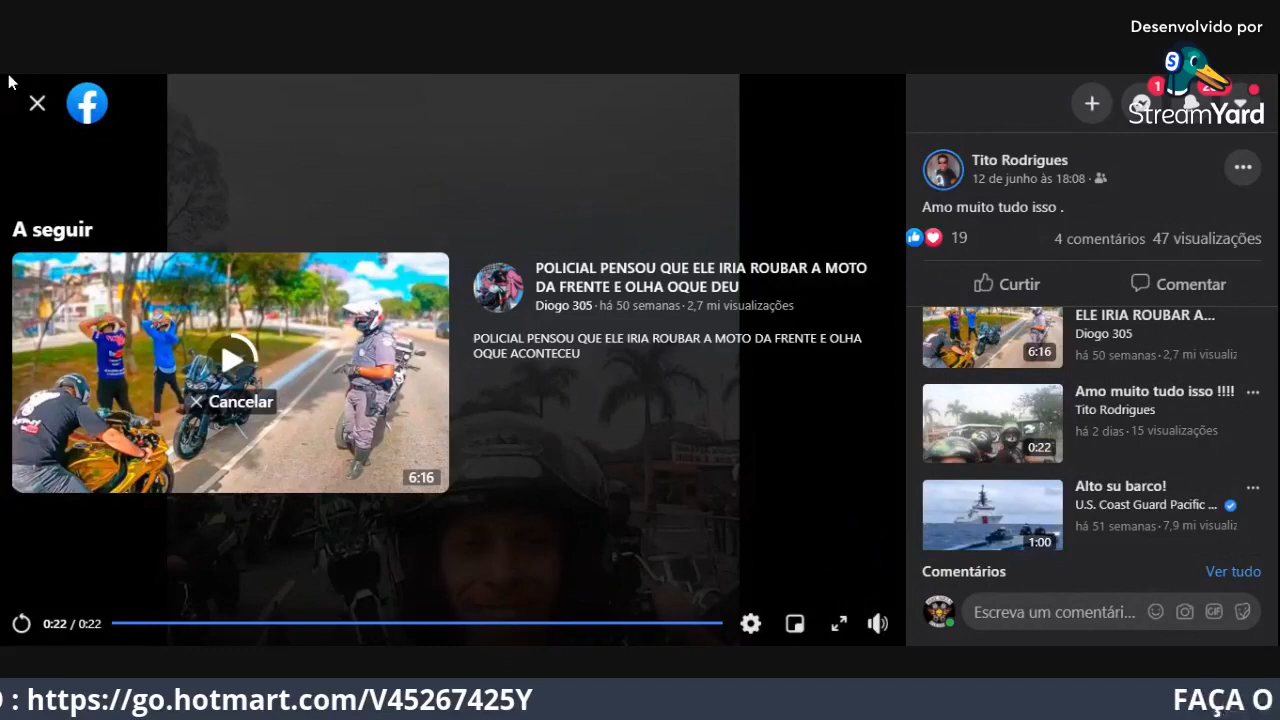 Desenvolvido por
StreamYard
1
Tito Rodrigues
12 de junho às 18:08 ·
Amo muito tudo isso .
19
4 comentários 47 visualizações
Curtir
Comentar
A seguir
Cancelar
6:16
POLICIAL PENSOU QUE ELE IRIA ROUBAR A MOTO
DA FRENTE E OLHA OQUE DEU
Diogo 305 · há 50 semanas · 2,7 mi visualizações
POLICIAL PENSOU QUE ELE IRIA ROUBAR A MOTO DA FRENTE E OLHA
OQUE ACONTECEU
ELE IRIA ROUBAR A...
Diogo 305
há 50 semanas · 2,7 mi visualiz
6:16
Amo muito tudo isso !!!!
Tito Rodrigues
há 2 dias · 15 visualizações
0:22
Alto su barco!
U.S. Coast Guard Pacific ...
há 51 semanas · 7,9 mi visualiz
1:00
Comentários
Ver tudo
Escreva um comentári...
GIF
0:22 / 0:22
: https://go.hotmart.com/V45267425Y
FAÇA O